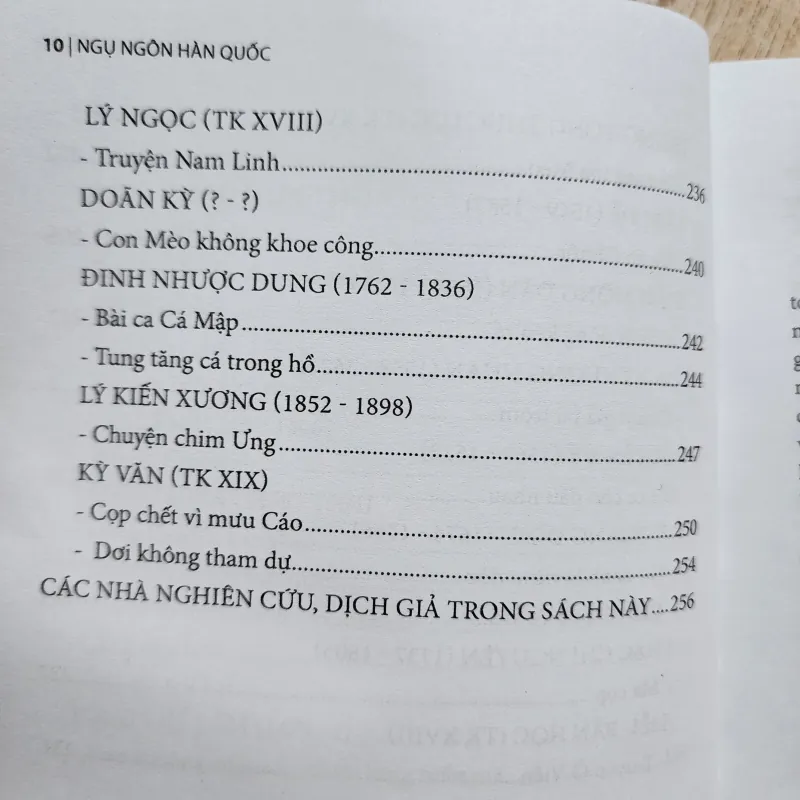 10 | NGỤ NGÔN HÀN QUỐC
LÝ NGỌC (TK XVIII)
- Truyện Nam Linh....................236
DOÃN KỲ (? - ?)
- Con Mèo không khoe công....................240
ĐINH NHƯỢC DUNG (1762 - 1836)
- Bài ca Cá Mập....................242
- Tung tăng cá trong hồ....................244
LÝ KIẾN XƯƠNG (1852 - 1898)
- Chuyện chim Ưng....................247
KỲ VĂN (TK XIX)
- Cọp chết vì mưu Cáo....................250
- Dơi không tham dự....................254
CÁC NHÀ NGHIÊN CỨU, DỊCH GIẢ TRONG SÁCH NÀY....256